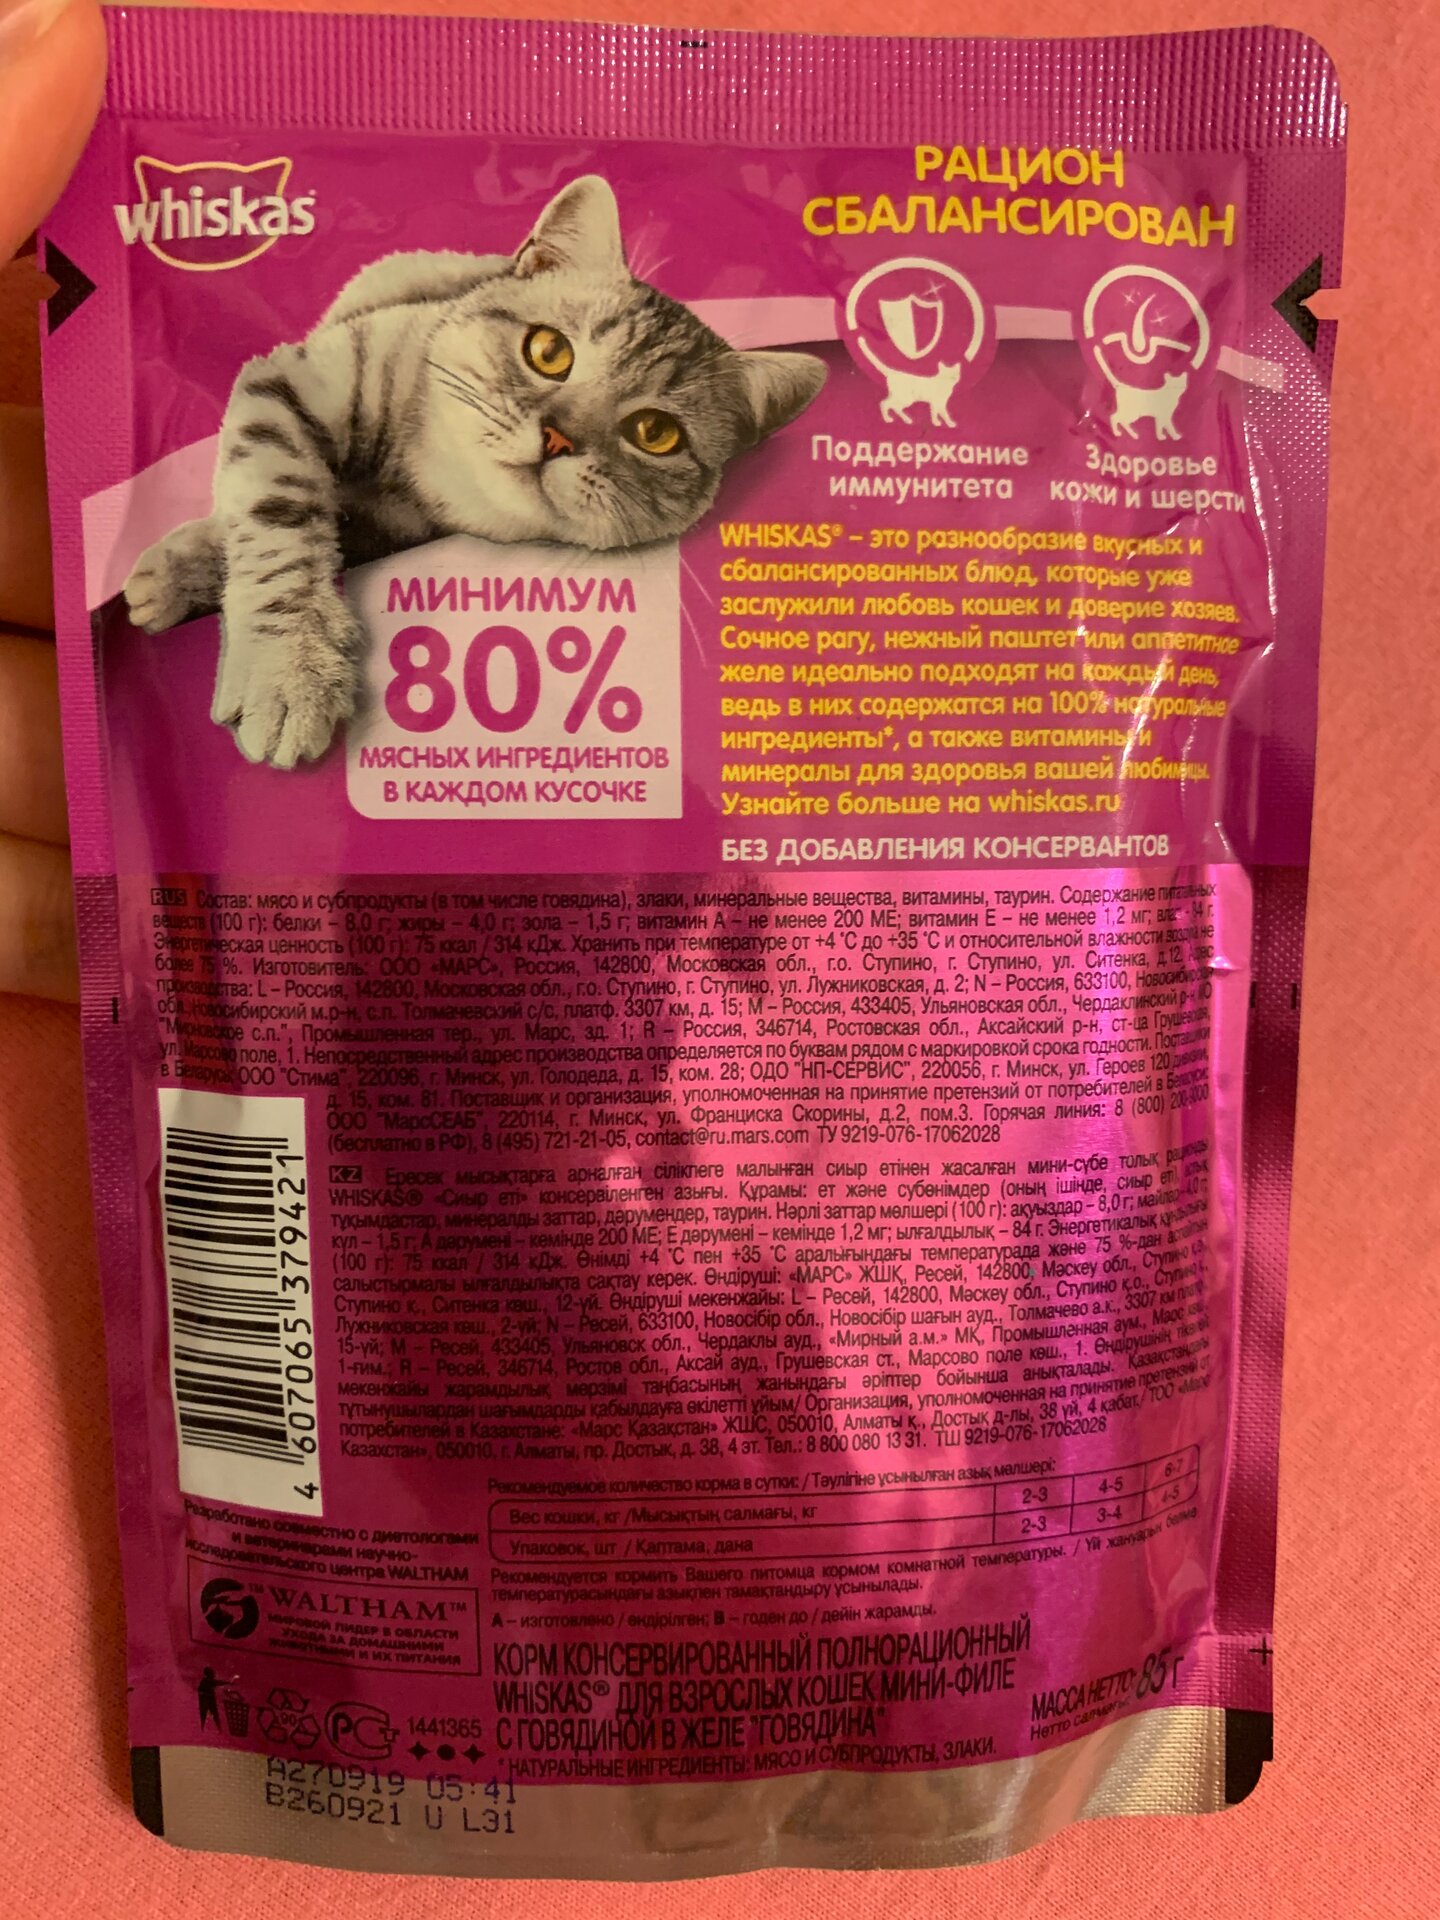 whiskas
РАЦИОН
СБАЛАНСИРОВАН
Поддержание
иммунитета
Здоровье
кожи и шерсти
WHISKAS® – это разнообразие вкусных и
сбалансированных блюд, которые уже
заслужили любовь кошек и доверие хозяев.
Сочное рагу, нежный паштет или аппетитное
желе идеально подходят на каждый день,
ведь в них содержатся на 100% натуральные
ингредиенты*, а также витамины и
минералы для здоровья вашей любимицы.
Узнайте больше на whiskas.ru
МИНИМУМ
80%
МЯСНЫХ ИНГРЕДИЕНТОВ
В КАЖДОМ КУСОЧКЕ
БЕЗ ДОБАВЛЕНИЯ КОНСЕРВАНТОВ
RUS Состав: мясо и субпродукты (в том числе говядина), злаки, минеральные вещества, витамины, таурин. Содержание питательных
веществ (100 г): белки – 8,0 г; жиры – 4,0 г; зола – 1,5 г; витамин А – не менее 200 МЕ; витамин Е – не менее 1,2 мг; влага – 84 г.
Энергетическая ценность (100 г): 75 ккал / 314 кДж. Хранить при температуре от +4 °C до +35 °C и относительной влажности воздуха не
более 75 %. Изготовитель: ООО «МАРС», Россия, 142800, Московская обл., г.о. Ступино, г. Ступино, ул. Ситенка, д.12. Адрес
производства: L – Россия, 142800, Московская обл., г.о. Ступино, г. Ступино, ул. Лужниковская, д. 2; N – Россия, 633100, Новосибирская
обл., Новосибирский м.р-н, с.п. Толмачевский с/с, платф. 3307 км, д. 15; M – Россия, 433405, Ульяновская обл., Чердаклинский р-н, МО
"Мирновское с.п.", Промышленная тер., ул. Марс, зд. 1; R – Россия, 346714, Ростовская обл., Аксайский р-н, ст-ца Грушевская,
ул. Марсово поле, 1. Непосредственный адрес производства определяется по буквам рядом с маркировкой срока годности. Поставщики
в Беларусь: ООО "Стима", 220096, г. Минск, ул. Голодеда, д. 15, ком. 28; ОДО "НП-СЕРВИС", 220056, г. Минск, ул. Героев 120 дивизии,
д. 15, ком. 81. Поставщик и организация, уполномоченная на принятие претензий от потребителей в Беларуси:
ООО "МарсСЕАБ", 220114, г. Минск, ул. Франциска Скорины, д.2, пом.3. Горячая линия: 8 (800) 200-3000
(бесплатно в РФ), 8 (495) 721-21-05, contact@ru.mars.com ТУ 9219-076-17062028
KZ Ересек мысықтарға арналған сілікпеге малынған сиыр етінен жасалған мини-сүбе толық рационды
WHISKAS® «Сиыр еті» консервіленген азығы. Құрамы: ет және субөнімдер (оның ішінде, сиыр еті), астық
тұқымдастар, минералды заттар, дәрумендер, таурин. Нәрлі заттар мөлшері (100 г): ақуыздар – 8,0 г; майлар – 4,0 г;
күл – 1,5 г; А дәрумені – кемінде 200 МЕ; Е дәрумені – кемінде 1,2 мг; ылғалдылық – 84 г. Энергетикалық құндылығы
(100 г): 75 ккал / 314 кДж. Өнімді +4 °C пен +35 °C аралығындағы температурада және 75 %-дан аспайтын
салыстырмалы ылғалдылықта сақтау керек. Өндіруші: «МАРС» ЖШҚ, Ресей, 142800, Мәскеу обл., Ступино қ.о.,
Ступино қ., Ситенка көш., 12-үй. Өндіруші мекенжайы: L – Ресей, 142800, Мәскеу обл., Ступино қ.о., Ступино қ.,
Лужниковская көш., 2-үй; N – Ресей, 633100, Новосібір обл., Новосібір шағын ауд., Толмачево а.к., 3307 км платф.,
15-үй; M – Ресей, 433405, Ульяновск обл., Чердаклы ауд., «Мирный а.м.» МҚ, Промышленная аум., Марс көш.,
1-ғим.; R – Ресей, 346714, Ростов обл., Ақсай ауд., Грушевская ст., Марсово поле көш., 1. Өндірушінің тікелей
мекенжайы жарамдылық мерзімі таңбасының жанындағы әріптер бойынша анықталады. Қазақстандағы
тұтынушылардан шағымдарды қабылдауға өкілетті ұйым/ Организация, уполномоченная на принятие претензий от
потребителей в Казахстане: «Марс Қазақстан» ЖШС, 050010, Алматы қ., Достық д-лы, 38 үй, 4 қабат./ ТОО «Марс
Казахстан», 050010, г. Алматы, пр. Достык, д. 38, 4 эт. Тел.: 8 800 080 13 31. ТШ 9219-076-17062028
4 607065 379421
Рекомендуемое количество корма в сутки: / Тәулігіне ұсынылған азық мөлшері:
Вес кошки, кг /Мысықтың салмағы, кг 2-3 4-5 6-7
Упаковок, шт / Қаптама, дана 2-3 3-4 4-5
Рекомендуется кормить Вашего питомца кормом комнатной температуры. / Үй жануарын бөлме
температурасындағы азықпен тамақтандыру ұсынылады.
А – изготовлено / өндірілген; В – годен до / дейін жарамды.
Разработано совместно с диетологами
и ветеринарами научно-
исследовательского центра WALTHAM
WALTHAM™
МИРОВОЙ ЛИДЕР В ОБЛАСТИ
УХОДА ЗА ДОМАШНИМИ
ЖИВОТНЫМИ И ИХ ПИТАНИЯ
КОРМ КОНСЕРВИРОВАННЫЙ ПОЛНОРАЦИОННЫЙ
WHISKAS® ДЛЯ ВЗРОСЛЫХ КОШЕК МИНИ-ФИЛЕ
С ГОВЯДИНОЙ В ЖЕЛЕ "ГОВЯДИНА"
* НАТУРАЛЬНЫЕ ИНГРЕДИЕНТЫ: МЯСО И СУБПРОДУКТЫ, ЗЛАКИ.
МАССА НЕТТО: 85 г
Нетто салмағы:
90
1441365
A270919 05:41
B260921 U L31